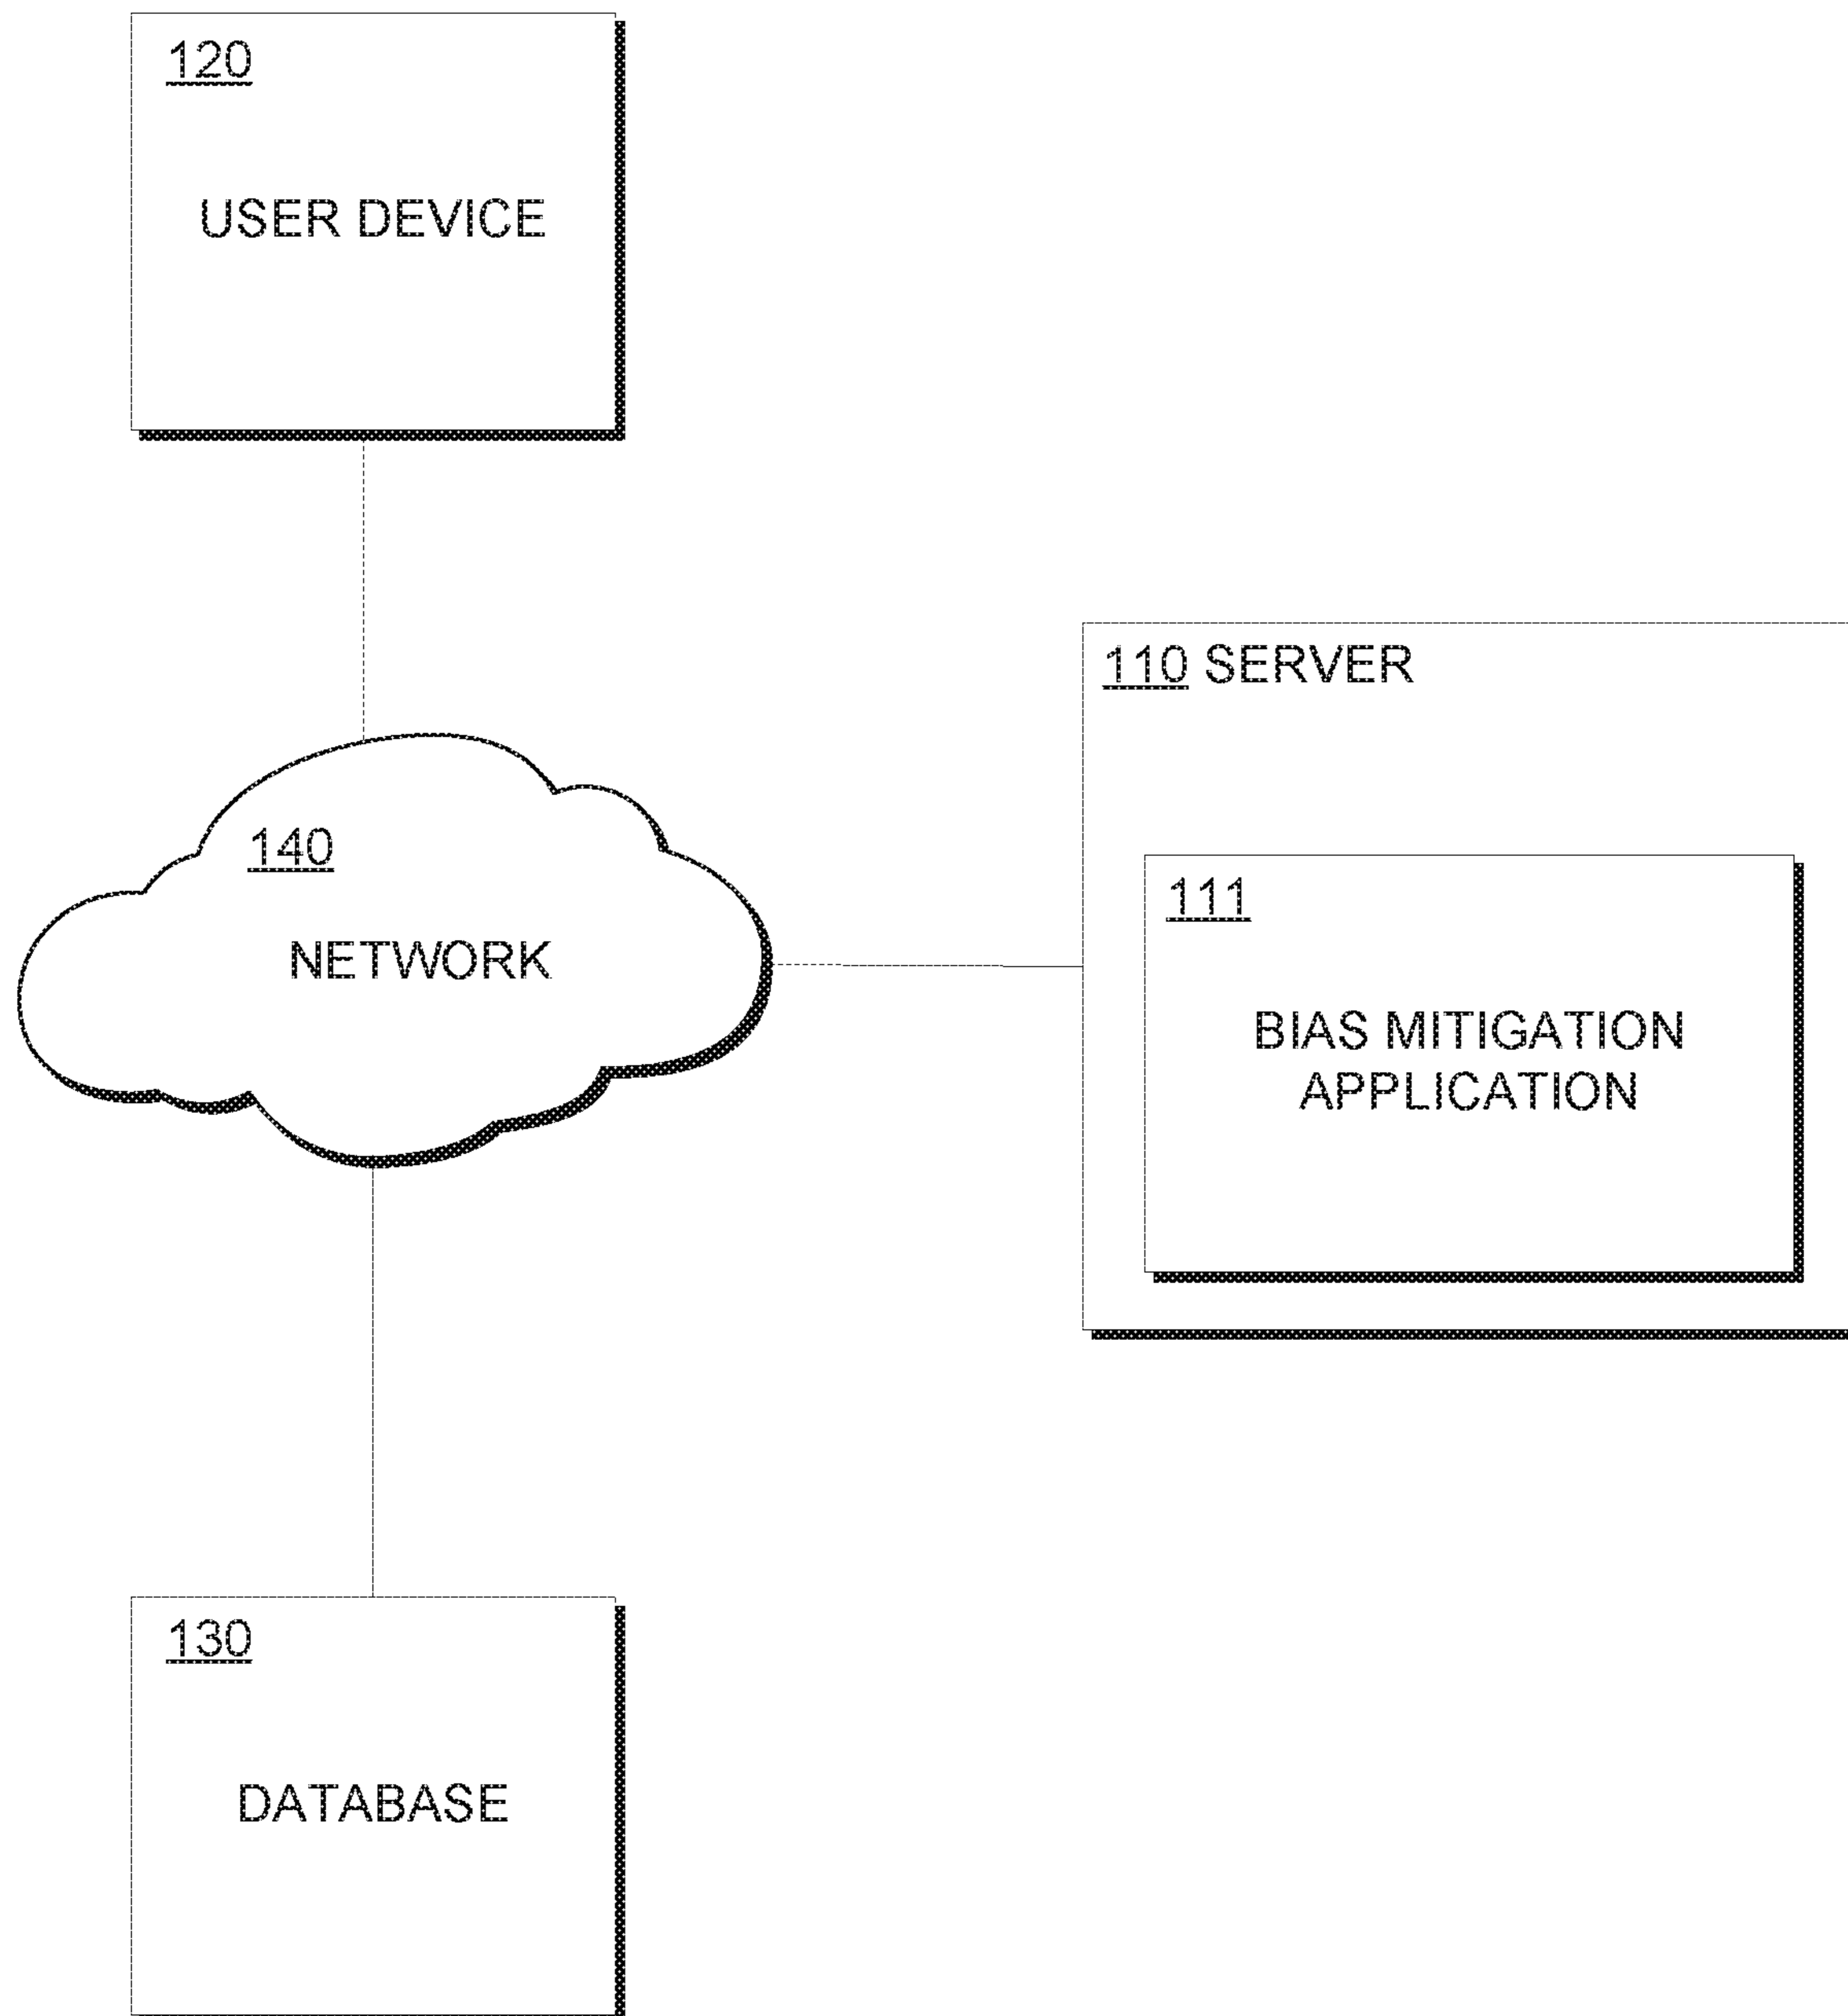 120
USER DEVICE
110 SERVER
140
NETWORK
111
BIAS MITIGATION
APPLICATION
130
DATABASE